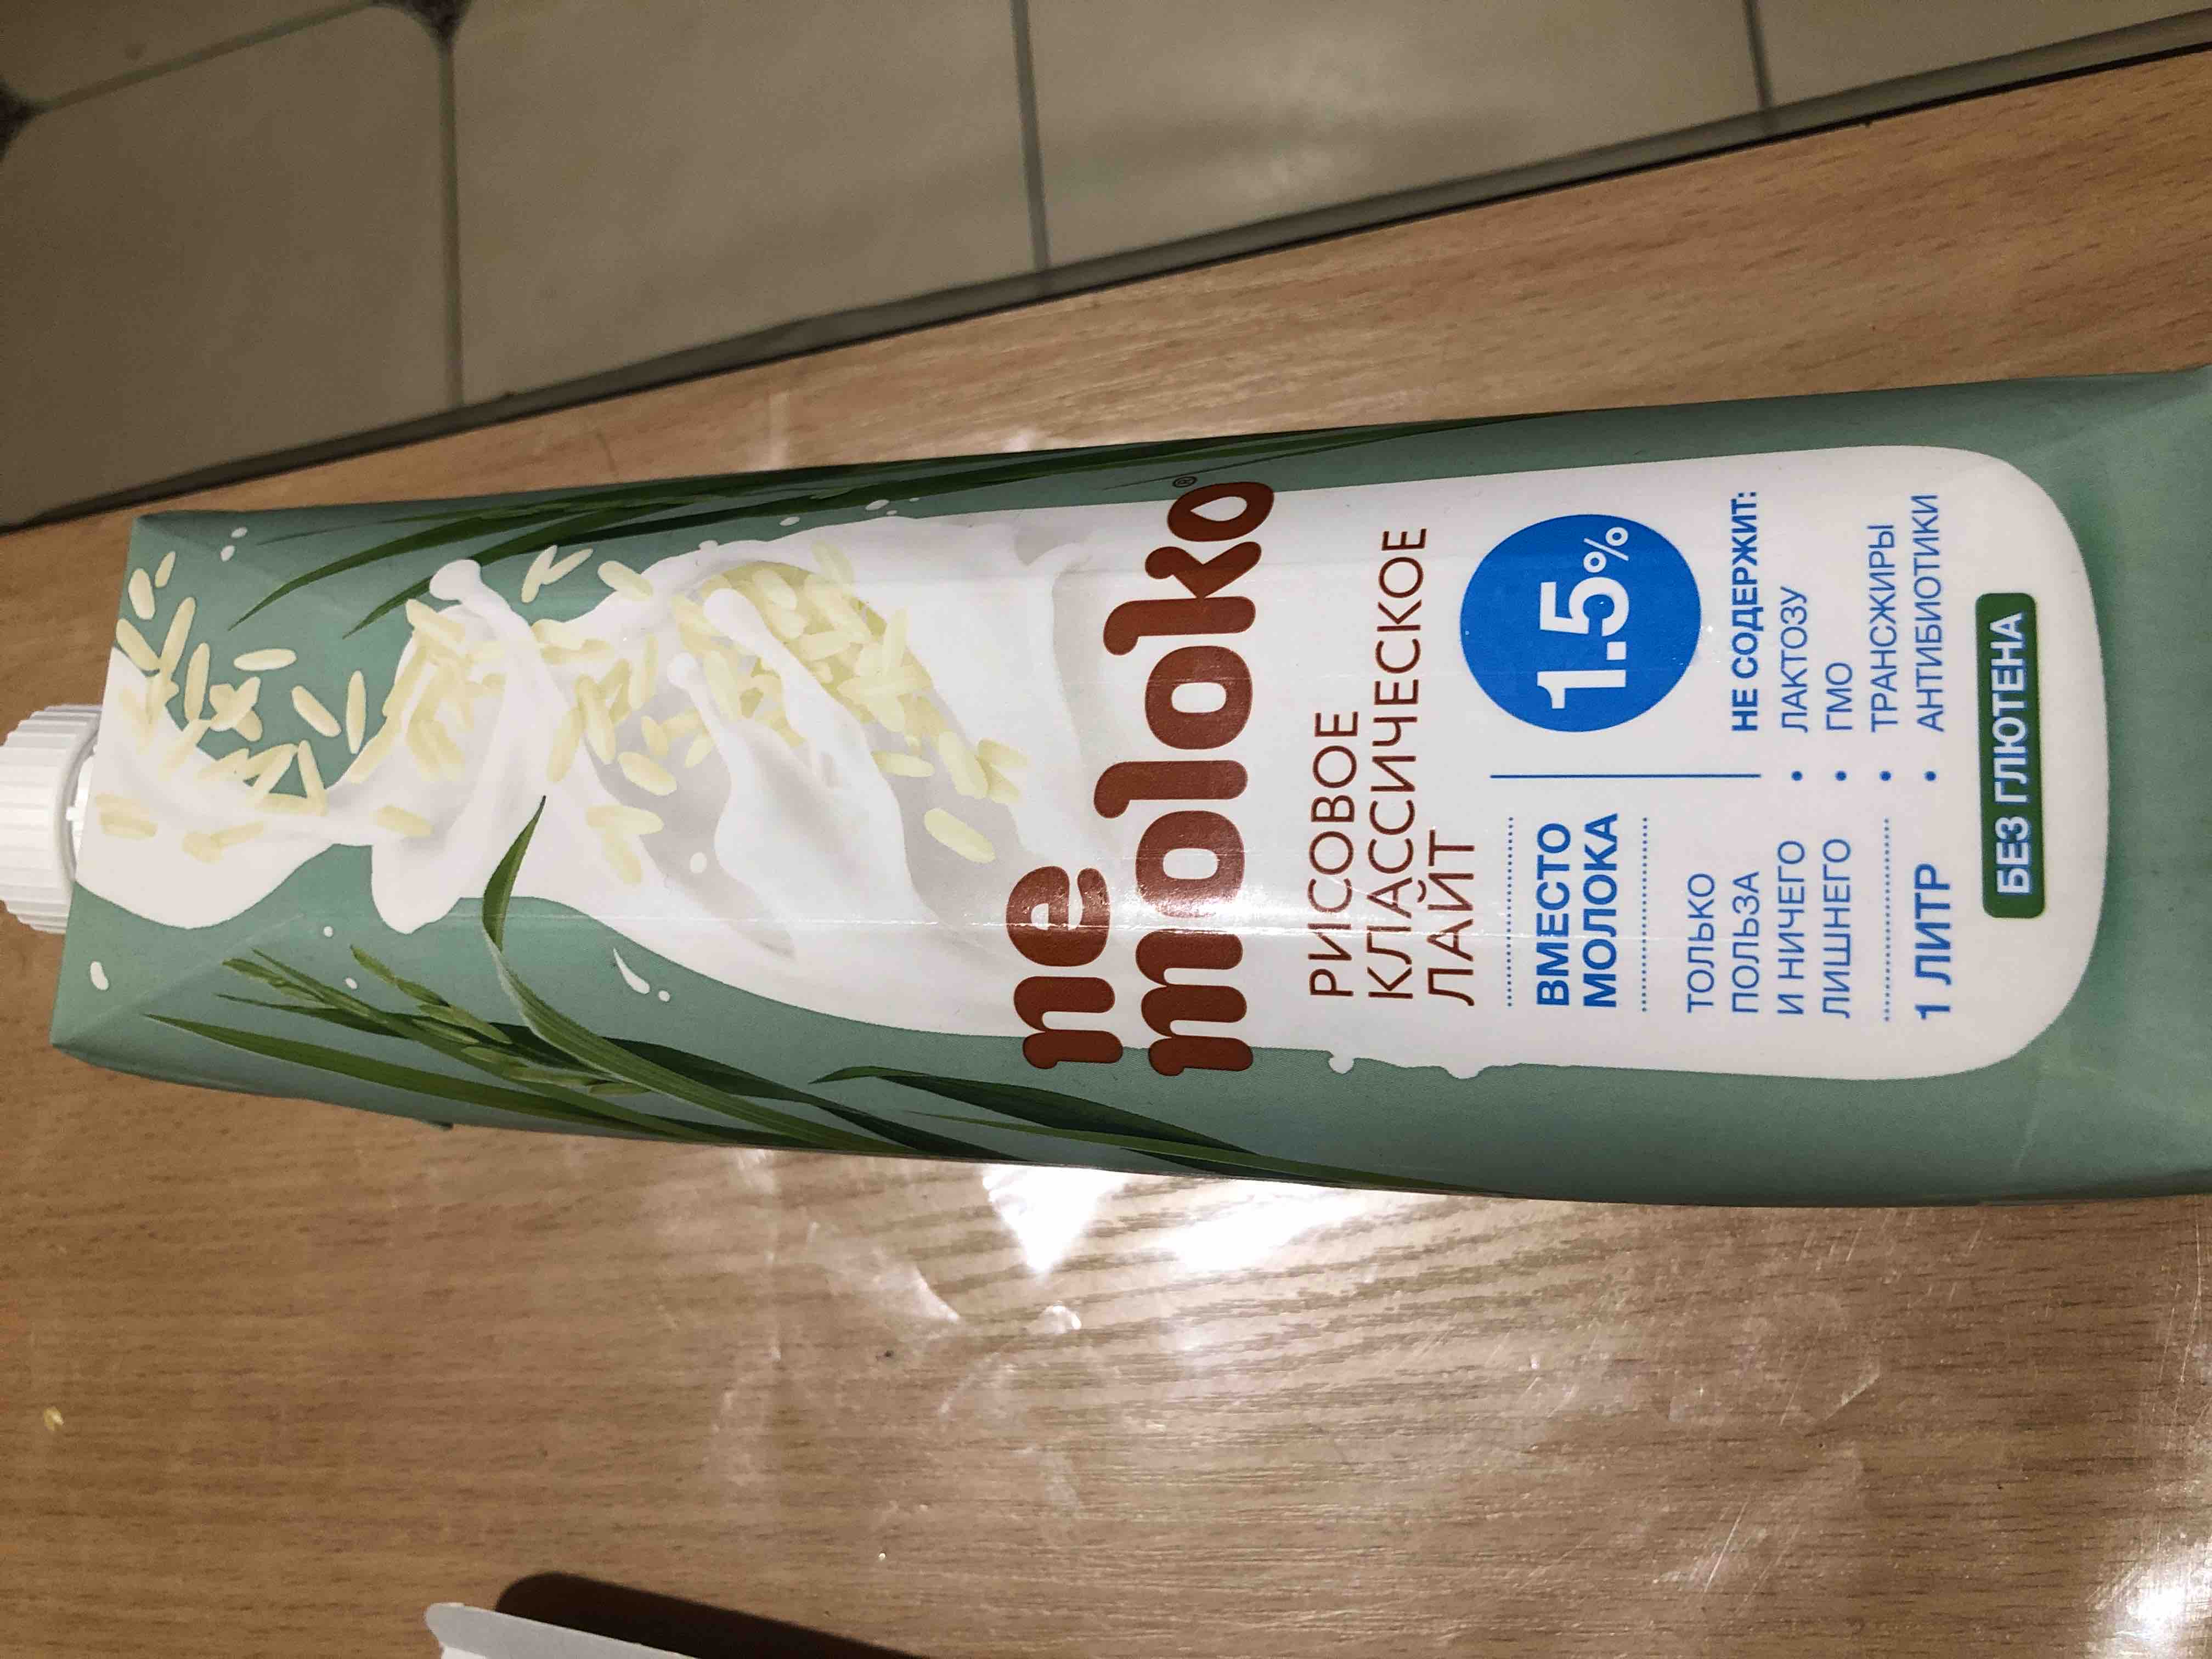 ne
moloko®
РИСОВОЕ
КЛАССИЧЕСКОЕ
ЛАЙТ
ВМЕСТО
МОЛОКА
1.5%
ТОЛЬКО
ПОЛЬЗА
И НИЧЕГО
ЛИШНЕГО
1 ЛИТР
НЕ СОДЕРЖИТ:
• ЛАКТОЗУ
• ГМО
• ТРАНСЖИРЫ
• АНТИБИОТИКИ
БЕЗ ГЛЮТЕНА